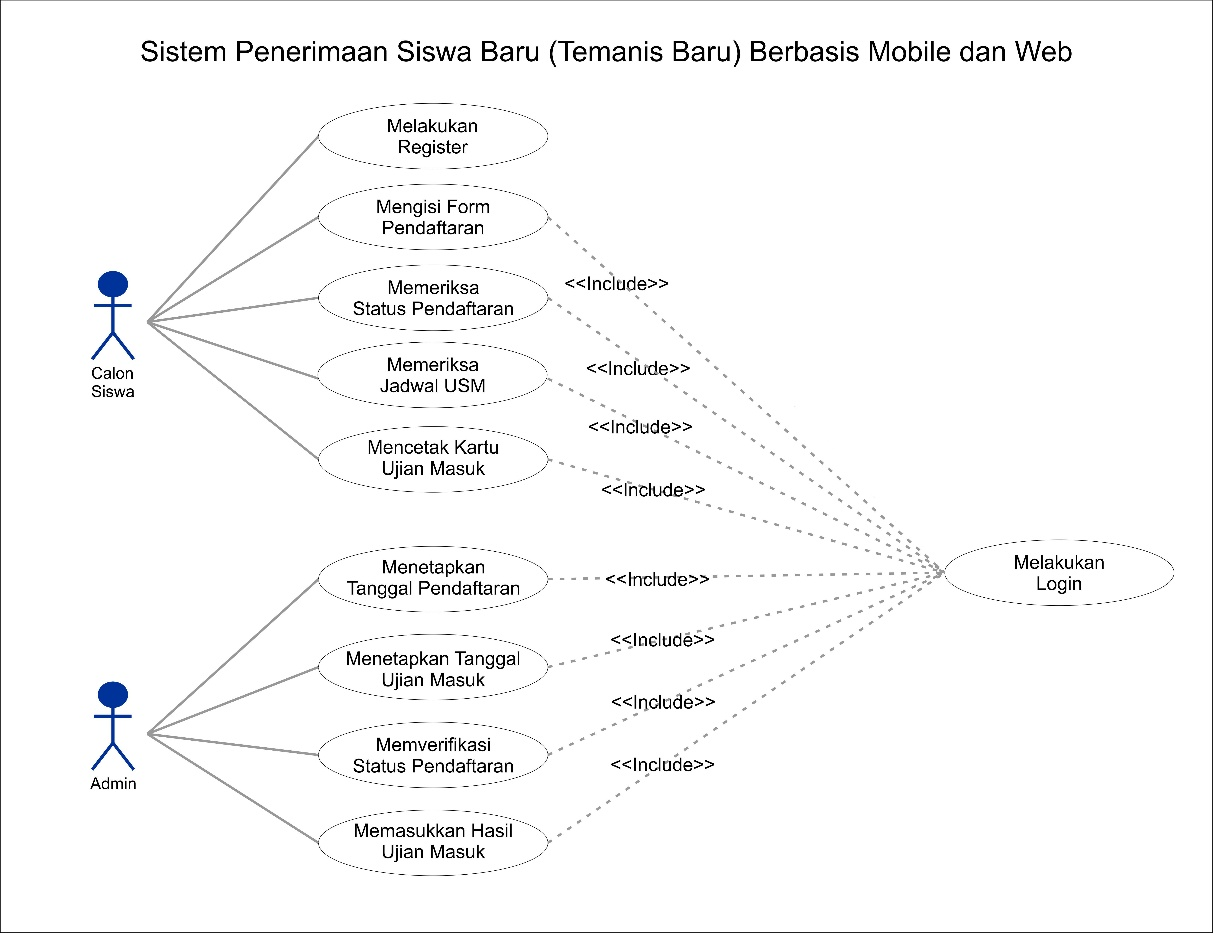 Sistem Penerimaan Siswa Baru (Temanis Baru) Berbasis Mobile dan Web
Melakukan
Register
Mengisi Form
Pendaftaran
<<Include>>
Memeriksa
Status Pendaftaran
<<Include>>
Memeriksa
Jadwal USM
<<Include>>
Mencetak Kartu
Ujian Masuk
<<Include>>
Calon
Siswa
Menetapkan
Tanggal Pendaftaran
<<Include>>
Melakukan
Login
Menetapkan Tanggal
Ujian Masuk
<<Include>>
Memverifikasi
Status Pendaftaran
<<Include>>
Memasukkan Hasil
Ujian Masuk
<<Include>>
Admin